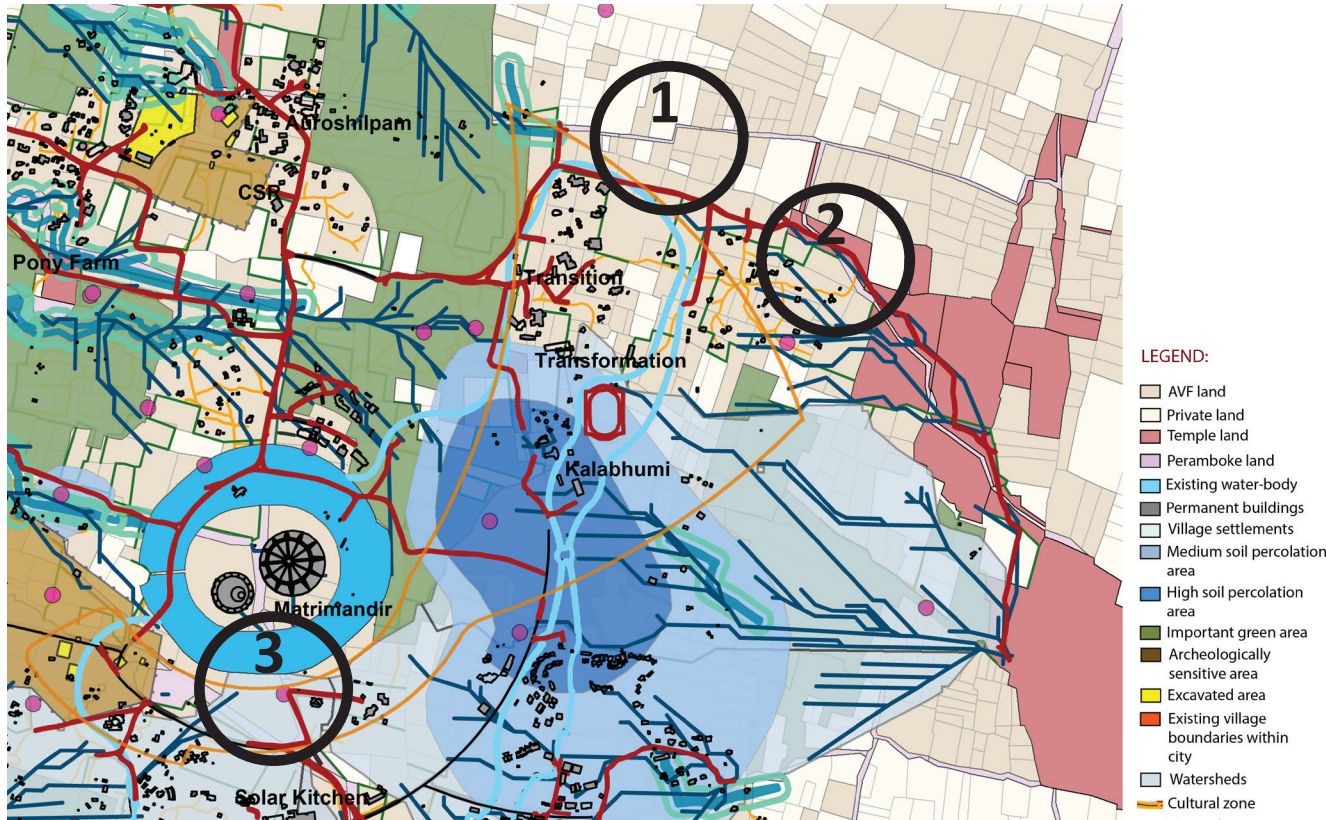 1
Auroshilpam
2
CSR
Pony Farm
Transition
Transformation
Kalabhumi
Matrimandir
3
Solar Kitchen
LEGEND:
AVF land
Private land
Temple land
Peramboke land
Existing water-body
Permanent buildings
Village settlements
Medium soil percolation
area
High soil percolation
area
Important green area
Archeologically
sensitive area
Excavated area
Existing village
boundaries within
city
Watersheds
Cultural zone